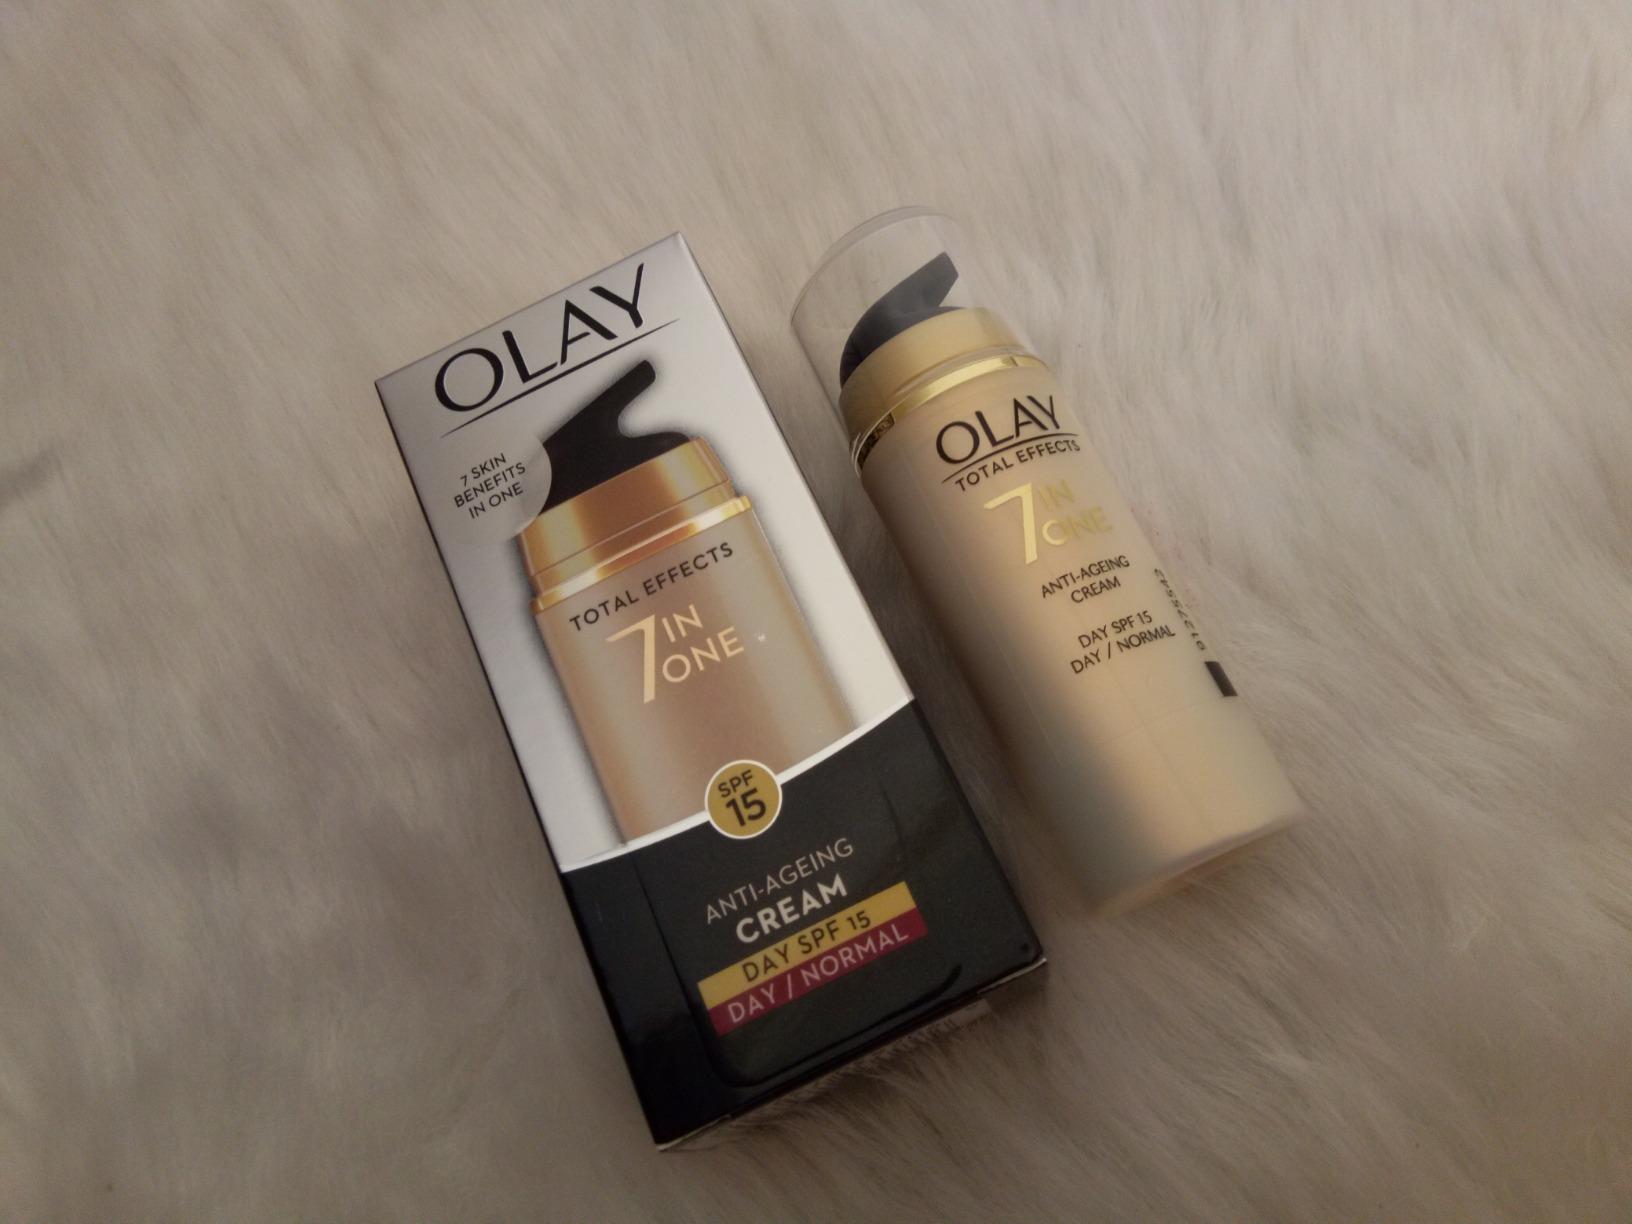 OLAY
7 SKIN
BENEFITS
IN ONE
TOTAL EFFECTS
7 IN
ONE
SPF
15
ANTI-AGEING
CREAM
DAY SPF 15
DAY / NORMAL
OLAY
TOTAL EFFECTS
7 IN
ONE
ANTI-AGEING
CREAM
DAY SPF 15
DAY / NORMAL